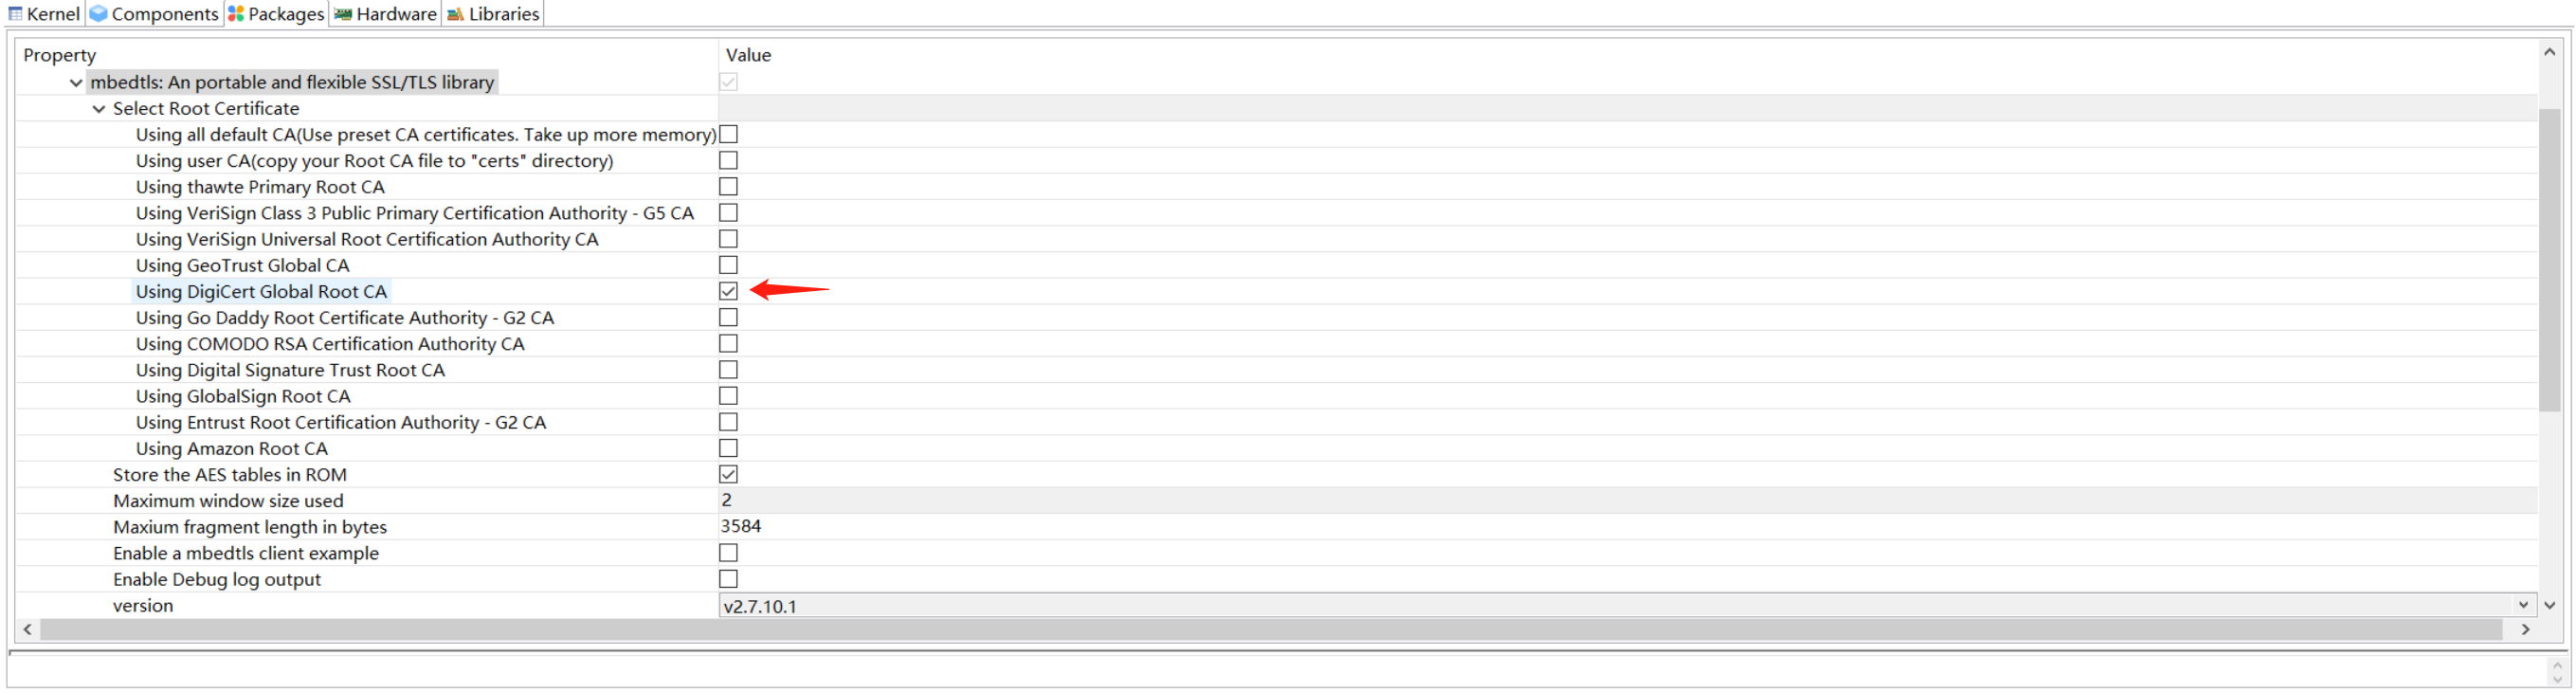 Kernel Components Packages Hardware Libraries
Property Value
mbedtls: An portable and flexible SSL/TLS library
Select Root Certificate
Using all default CA(Use preset CA certificates. Take up more memory)
Using user CA(copy your Root CA file to "certs" directory)
Using thawte Primary Root CA
Using VeriSign Class 3 Public Primary Certification Authority - G5 CA
Using VeriSign Universal Root Certification Authority CA
Using GeoTrust Global CA
Using DigiCert Global Root CA
Using Go Daddy Root Certificate Authority - G2 CA
Using COMODO RSA Certification Authority CA
Using Digital Signature Trust Root CA
Using GlobalSign Root CA
Using Entrust Root Certification Authority - G2 CA
Using Amazon Root CA
Store the AES tables in ROM
Maximum window size used 2
Maxium fragment length in bytes 3584
Enable a mbedtls client example
Enable Debug log output
version v2.7.10.1